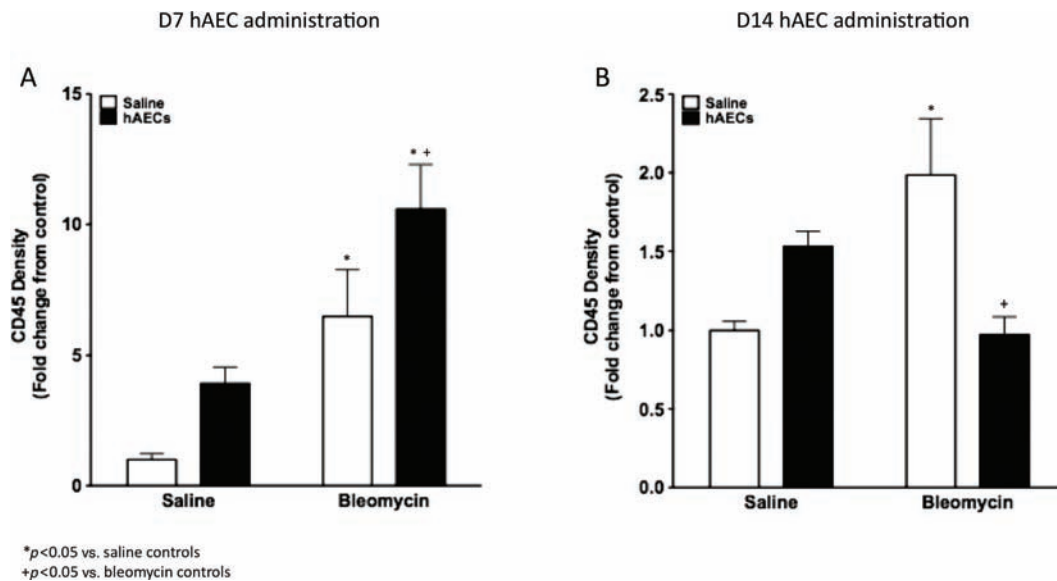 D7 hAEC administration
D14 hAEC administration
A
15
10
5
0
CD45 Density
(Fold change from control)
Saline
hAECs
*
* +
Saline
Bleomycin
B
2.5
2.0
1.5
1.0
0.5
0.0
CD45 Density
(Fold change from control)
Saline
hAECs
*
+
Saline
Bleomycin
*p<0.05 vs. saline controls
+p<0.05 vs. bleomycin controls